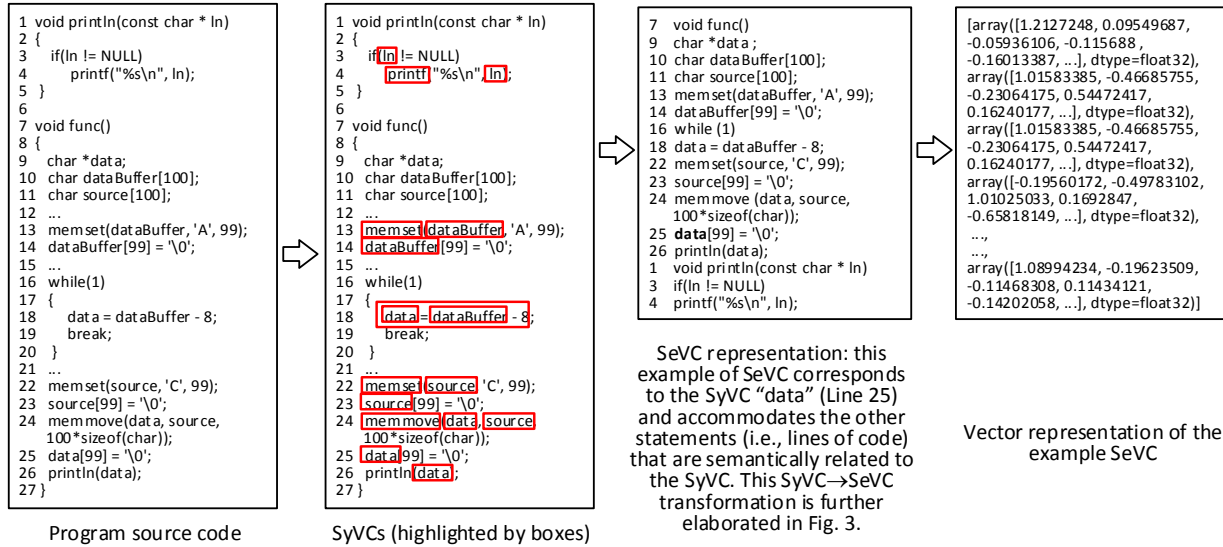 1 void println(const char * ln)
2 {
3 if(ln != NULL)
4 printf("%s\n", ln);
5 }
6
7 void func()
8 {
9 char *data;
10 char dataBuffer[100];
11 char source[100];
12 ...
13 memset(dataBuffer, 'A', 99);
14 dataBuffer[99] = '\0';
15 ...
16 while(1)
17 {
18 data = dataBuffer - 8;
19 break;
20 }
21 ...
22 memset(source, 'C', 99);
23 source[99] = '\0';
24 memmove(data, source,
100*sizeof(char));
25 data[99] = '\0';
26 println(data);
27 }
Program source code
1 void println(const char * ln)
2 {
3 if(ln != NULL)
4 printf("%s\n", ln);
5 }
6
7 void func()
8 {
9 char *data;
10 char dataBuffer[100];
11 char source[100];
12 ...
13 memset(dataBuffer, 'A', 99);
14 dataBuffer[99] = '\0';
15 ...
16 while(1)
17 {
18 data = dataBuffer - 8;
19 break;
20 }
21 ...
22 memset(source, 'C', 99);
23 source[99] = '\0';
24 memmove(data, source,
100*sizeof(char));
25 data[99] = '\0';
26 println(data);
27 }
SyVCs (highlighted by boxes)
7 void func()
9 char *data ;
10 char dataBuffer[100];
11 char source[100];
13 memset(dataBuffer, 'A', 99);
14 dataBuffer[99] = '\0';
16 while (1)
18 data = dataBuffer - 8;
22 memset(source, 'C', 99);
23 source[99] = '\0';
24 memmove (data, source,
100*sizeof(char));
25 data[99] = '\0';
26 println(data);
1 void println(const char * ln)
3 if(ln != NULL)
4 printf("%s\n", ln);
SeVC representation: this
example of SeVC corresponds
to the SyVC “data” (Line 25)
and accommodates the other
statements (i.e., lines of code)
that are semantically related to
the SyVC. This SyVC→SeVC
transformation is further
elaborated in Fig. 3.
[array([1.2127248, 0.09549687,
-0.05936106, -0.115688 ,
-0.16013387, ...], dtype=float32),
array([1.01583385, -0.46685755,
-0.23064175, 0.54472417,
0.16240177, ...], dtype=float32),
array([1.01583385, -0.46685755,
-0.23064175, 0.54472417,
0.16240177, ...], dtype=float32),
array([-0.19560172, -0.49783102,
1.01025033, 0.1692847,
-0.65818149, ...], dtype=float32),
...,
...,
array([1.08994234, -0.19623509,
-0.11468308, 0.11434121,
-0.14202058, ...], dtype=float32)]
Vector representation of the
example SeVC